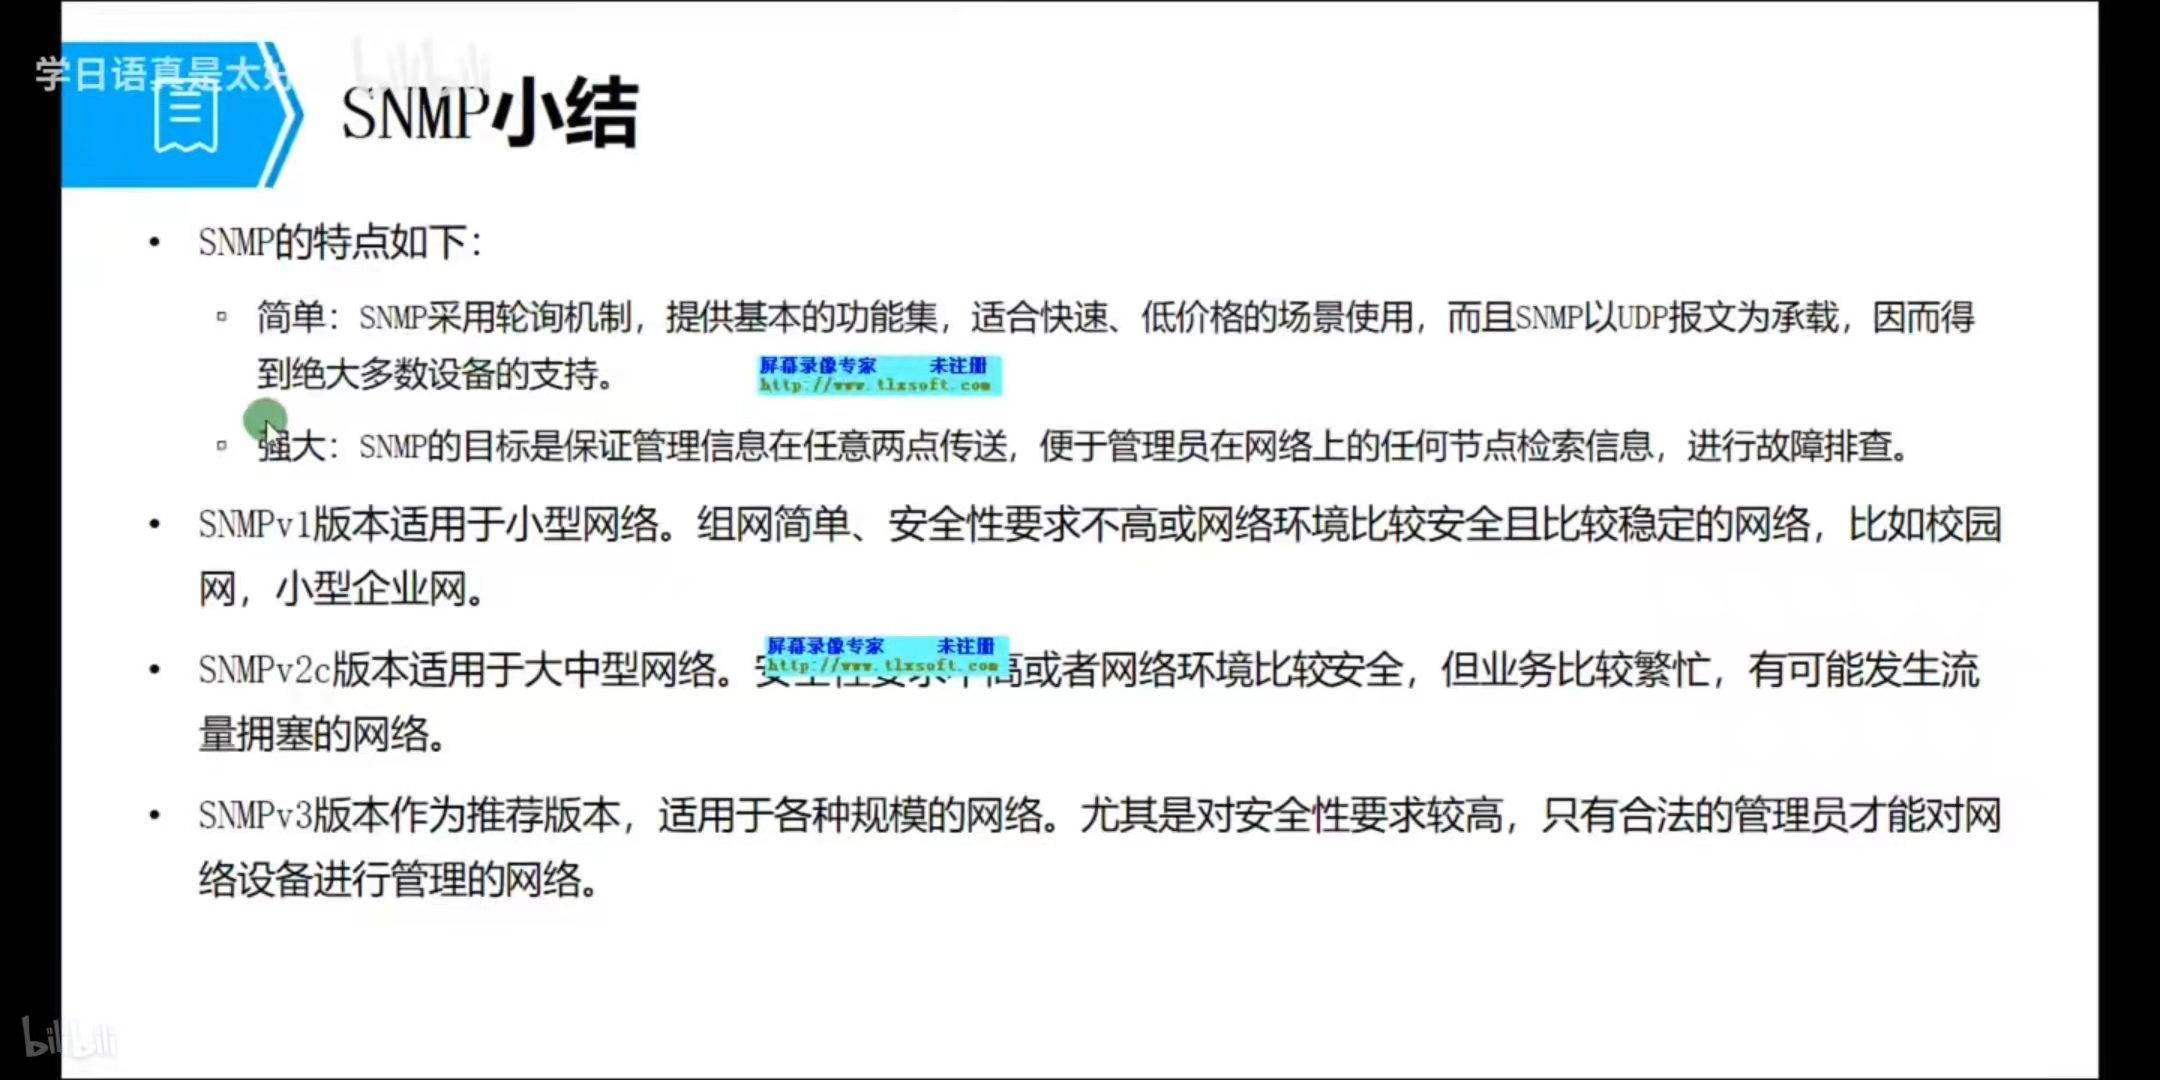 学日语真是太好
bilibili
SNMP小结
• SNMP的特点如下：
▫ 简单：SNMP采用轮询机制，提供基本的功能集，适合快速、低价格的场景使用，而且SNMP以UDP报文为承载，因而得
到绝大多数设备的支持。
屏幕录像专家 未注册
http://www.tlxsoft.com
▫ 强大：SNMP的目标是保证管理信息在任意两点传送，便于管理员在网络上的任何节点检索信息，进行故障排查。
• SNMPv1版本适用于小型网络。组网简单、安全性要求不高或网络环境比较安全且比较稳定的网络，比如校园
网，小型企业网。
屏幕录像专家 未注册
http://www.tlxsoft.com
• SNMPv2c版本适用于大中型网络。安全性要求不高或者网络环境比较安全，但业务比较繁忙，有可能发生流
量拥塞的网络。
• SNMPv3版本作为推荐版本，适用于各种规模的网络。尤其是对安全性要求较高，只有合法的管理员才能对网
络设备进行管理的网络。
bilibili